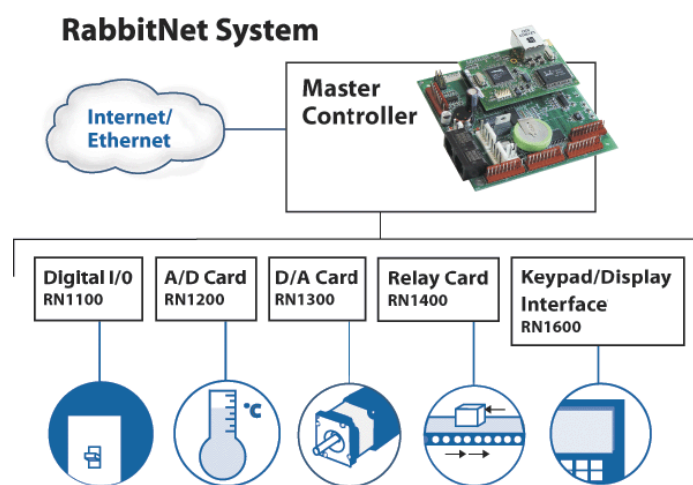 RabbitNet System
Internet/
Ethernet
Master
Controller
Digital I/0
RN1100
A/D Card
RN1200
D/A Card
RN1300
Relay Card
RN1400
Keypad/Display
Interface
RN1600
°C